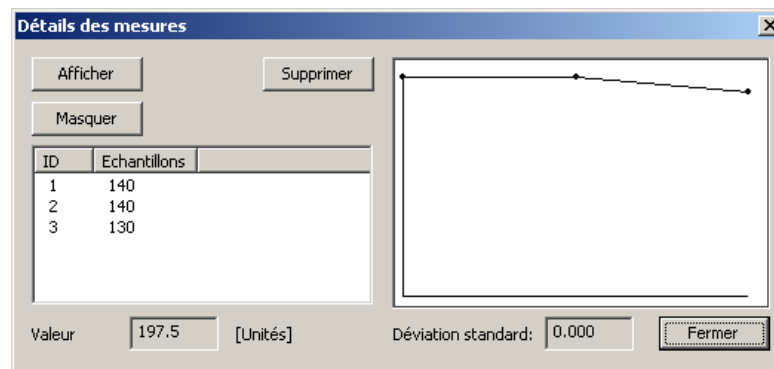 Détails des mesures
Afficher Supprimer
Masquer
ID Echantillons
1 140
2 140
3 130
Valeur 197.5 [Unités] Déviation standard: 0.000 Fermer